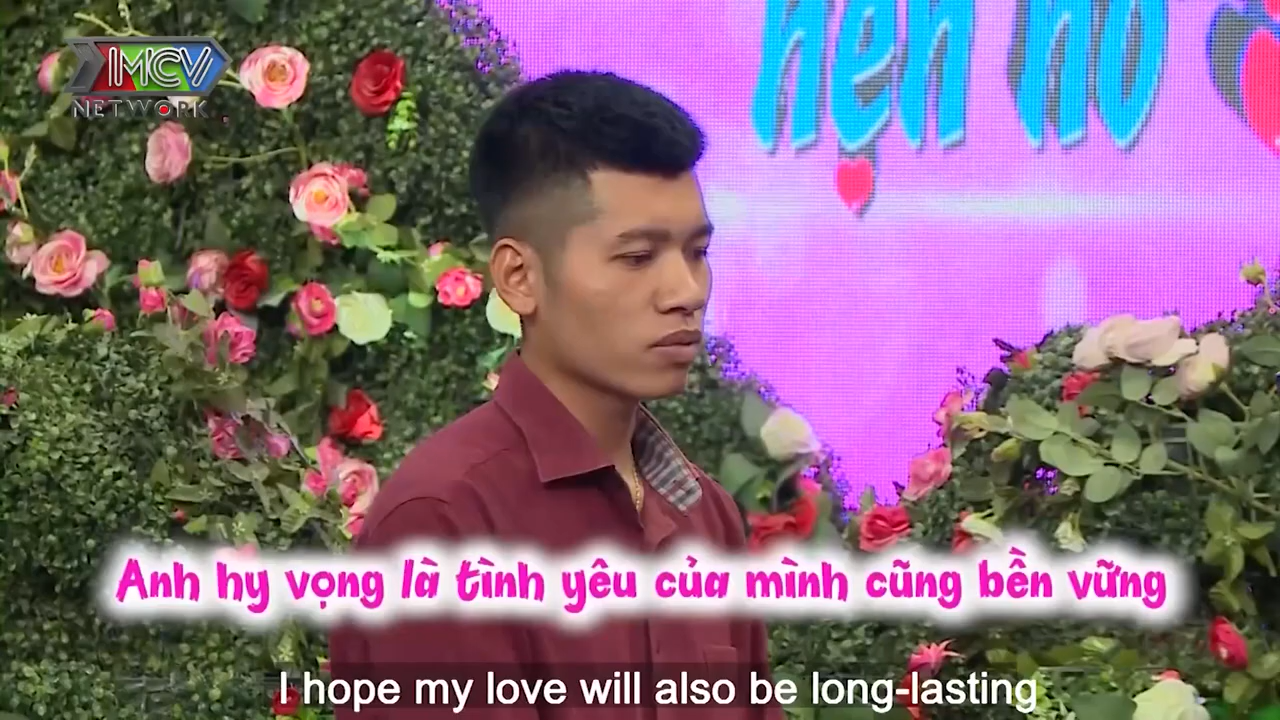 MCV
NETWORK
hẹn hò
Anh hy vọng là tình yêu của mình cũng bền vững
I hope my love will also be long-lasting